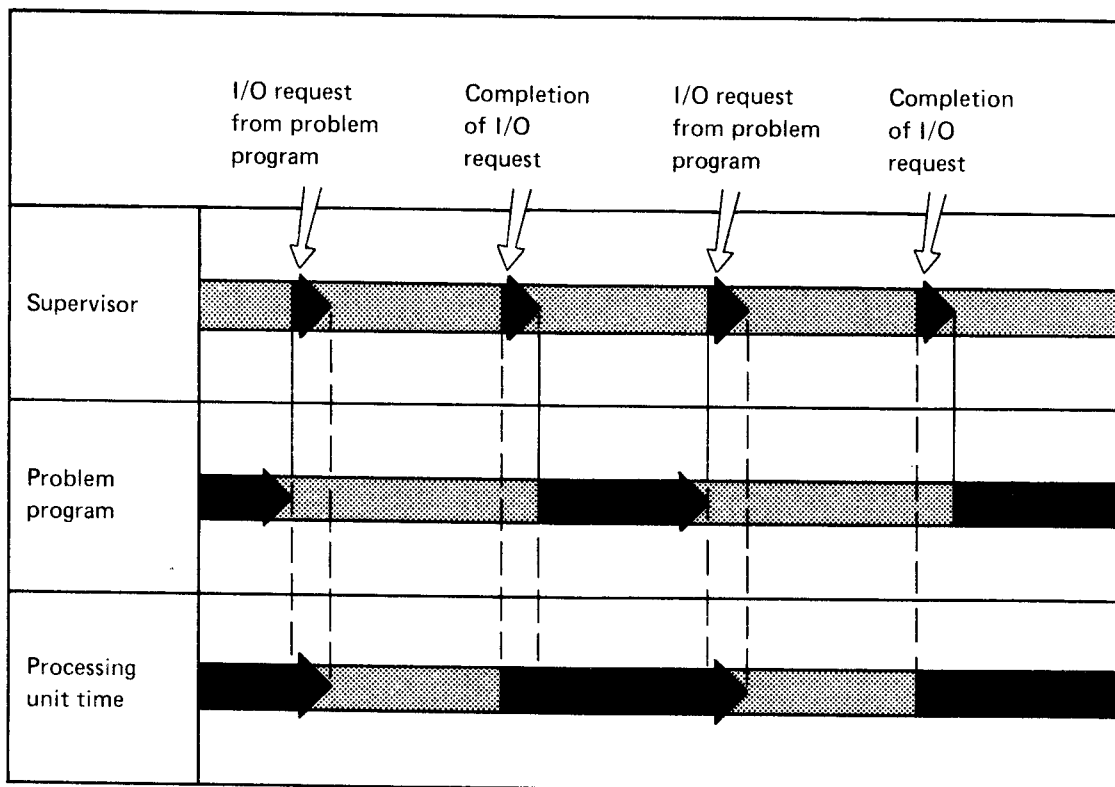 I/O request
from problem
program
Completion
of I/O
request
I/O request
from problem
program
Completion
of I/O
request
Supervisor
Problem
program
Processing
unit time